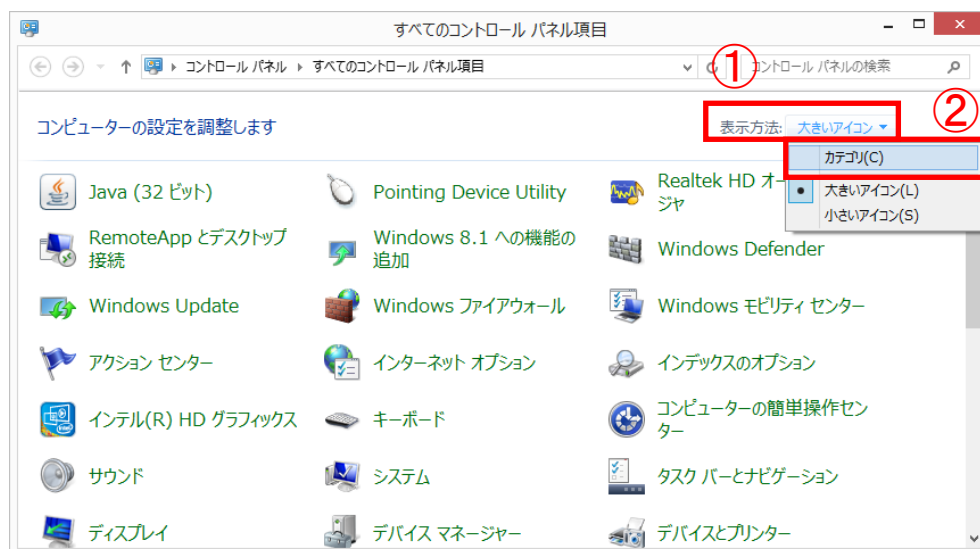 すべてのコントロール パネル項目
コントロール パネル
すべてのコントロール パネル項目
①
コントロール パネルの検索
コンピューターの設定を調整します
表示方法:
大きいアイコン
②
カテゴリ(C)
大きいアイコン(L)
小さいアイコン(S)
Java (32 ビット)
Pointing Device Utility
Realtek HD オー
ジャ
RemoteApp とデスクトップ
接続
Windows 8.1 への機能の
追加
Windows Defender
Windows Update
Windows ファイアウォール
Windows モビリティ センター
アクション センター
インターネット オプション
インデックスのオプション
インテル(R) HD グラフィックス
キーボード
コンピューターの簡単操作セン
ター
サウンド
システム
タスク バーとナビゲーション
ディスプレイ
デバイス マネージャー
デバイスとプリンター